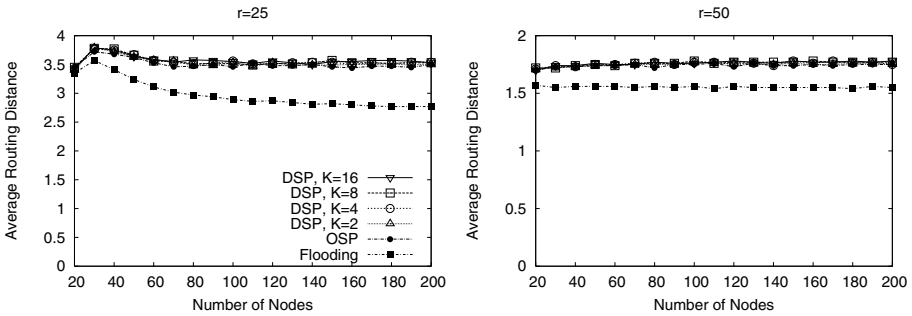 r=25
Average Routing Distance
4
3.5
3
2.5
2
1.5
1
0.5
0
DSP, K=16
DSP, K=8
DSP, K=4
DSP, K=2
OSP
Flooding
20 40 60 80 100 120 140 160 180 200
Number of Nodes
r=50
Average Routing Distance
2
1.5
1
0.5
0
20 40 60 80 100 120 140 160 180 200
Number of Nodes